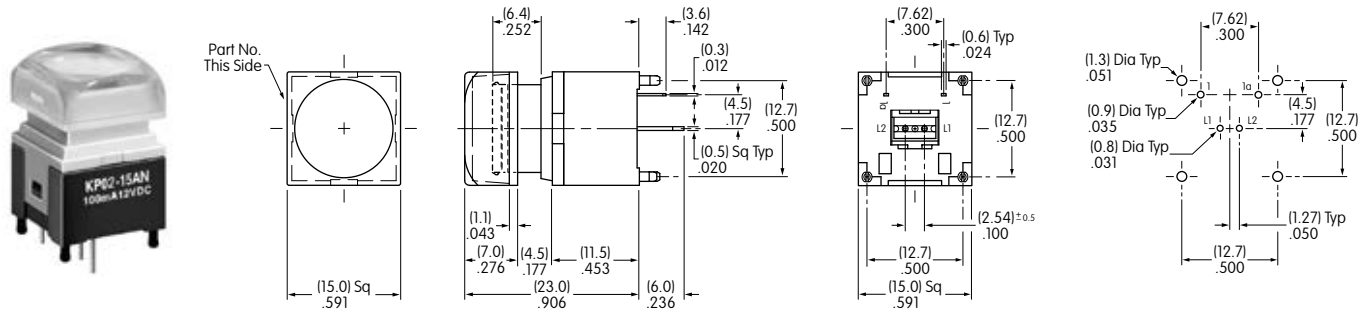 KP02-15AN
100mA12VDC
Part No.
This Side
(15.0) Sq
.591
(6.4)
.252
(3.6)
.142
(0.3)
.012
(4.5)
.177
(12.7)
.500
(0.5) Sq Typ
.020
(1.1)
.043
(7.0)
.276
(4.5)
.177
(11.5)
.453
(23.0)
.906
(6.0)
.236
(7.62)
.300
(0.6) Typ
.024
1a
1
L2
L1
(12.7)
.500
(2.54)±0.5
.100
(12.7)
.500
(15.0) Sq
.591
(7.62)
.300
(1.3) Dia Typ
.051
1
1a
(0.9) Dia Typ
.035
(4.5)
.177
L1
L2
(12.7)
.500
(0.8) Dia Typ
.031
(1.27) Typ
.050
(12.7)
.500